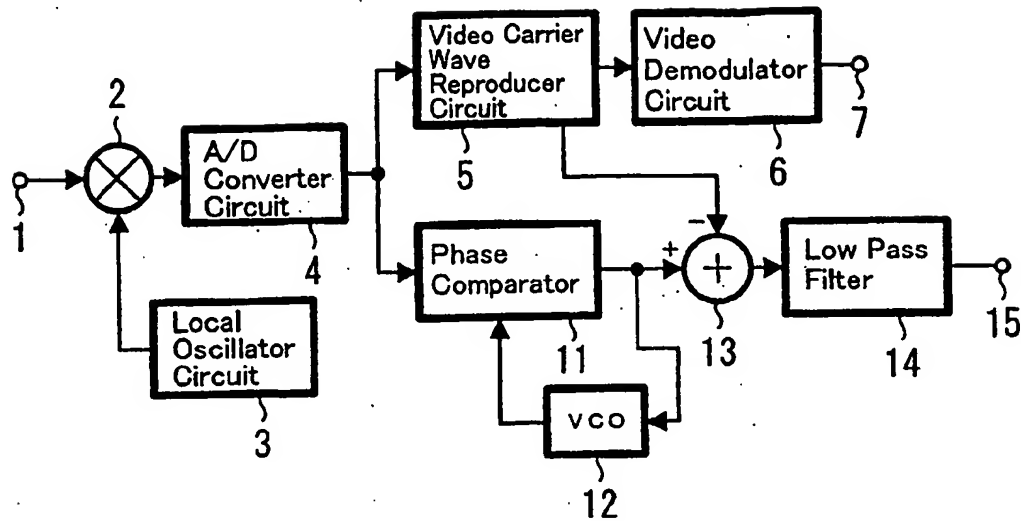 Video Carrier
Wave
Reproducer
Circuit
5
Video
Demodulator
Circuit
6
7
1
2
A/D
Converter
Circuit
4
Local
Oscillator
Circuit
3
Phase
Comparator
11
VCO
12
-
+
+
13
Low Pass
Filter
14
15